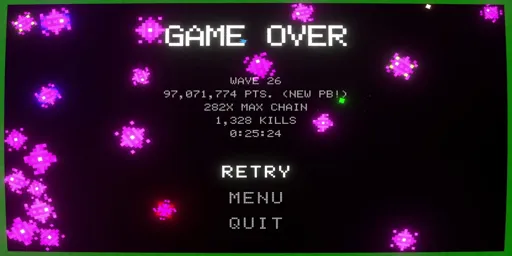 GAME OVER
WAVE 26
97,071,774 PTS. (NEW PB!)
282X MAX CHAIN
1,328 KILLS
0:25:24
RETRY
MENU
QUIT